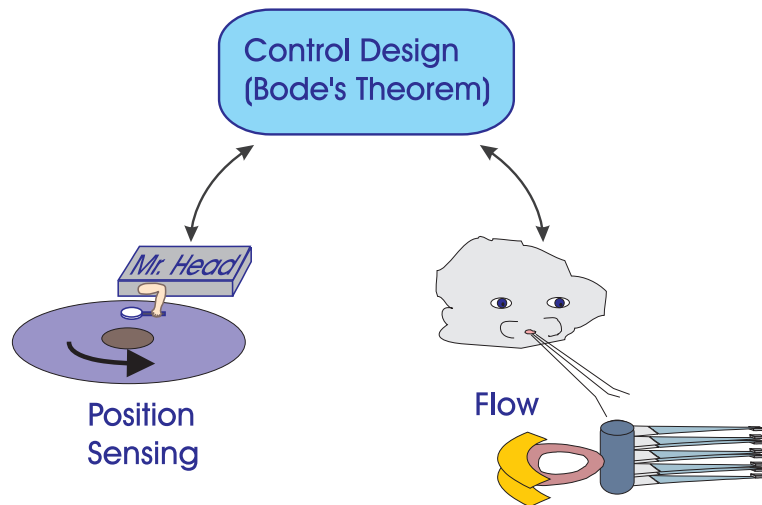 Control Design
(Bode's Theorem)
Mr. Head
Position
Sensing
Flow